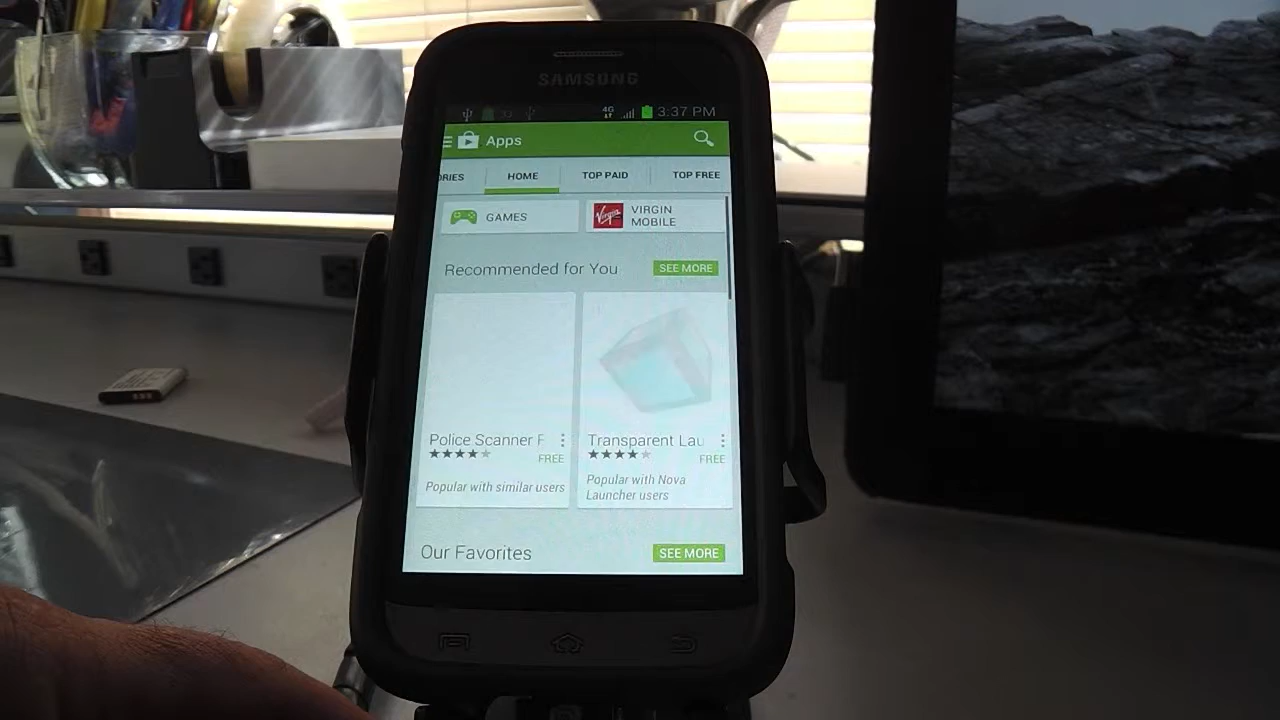 SAMSUNG
4G
3:37 PM
Apps
ORIES
HOME
TOP PAID
TOP FREE
GAMES
Virgin
VIRGIN
MOBILE
Recommended for You
SEE MORE
Police Scanner
Transparent Lau
FREE
FREE
Popular with similar users
Popular with Nova
Launcher users
Our Favorites
SEE MORE